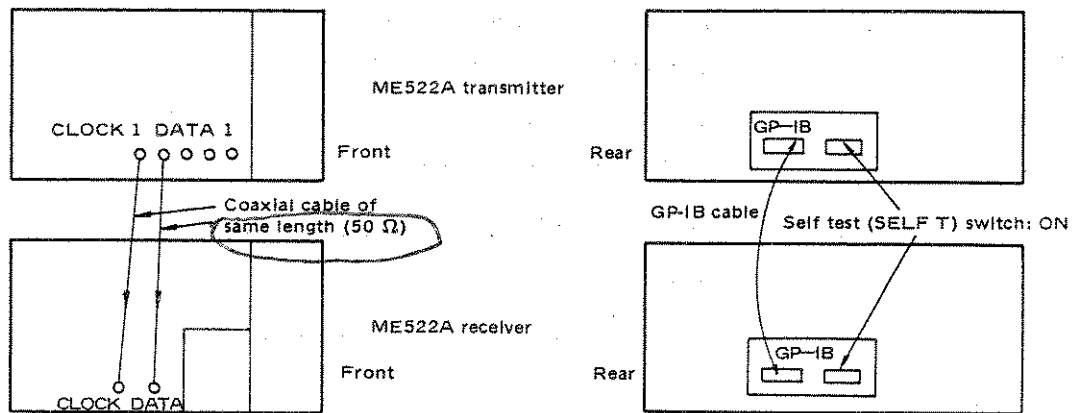 ME522A transmitter
CLOCK 1 DATA 1
Front
Coaxial cable of
same length (50 Ω)
ME522A receiver
Front
CLOCK DATA
GP-IB
Rear
GP-IB cable
Self test (SELF T) switch: ON
GP-IB
Rear